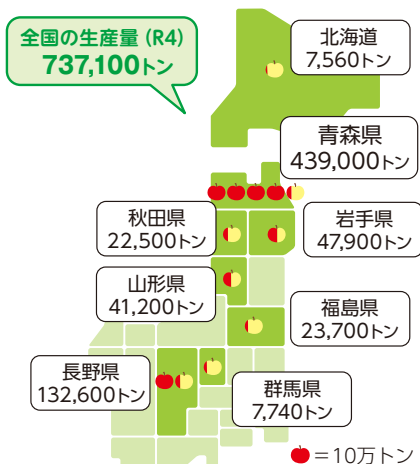 全国の生産量（R4）
737,100トン
北海道
7,560トン
青森県
439,000トン
秋田県
22,500トン
岩手県
47,900トン
山形県
41,200トン
福島県
23,700トン
長野県
132,600トン
群馬県
7,740トン
＝10万トン